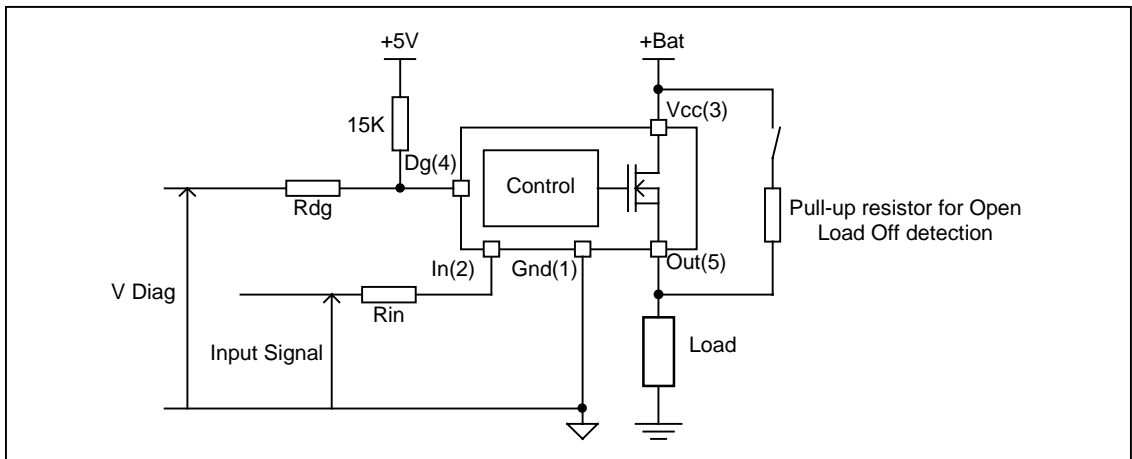 +5V
+Bat
Vcc(3)
15K
Dg(4)
Control
Rdg
Pull-up resistor for Open
Load Off detection
In(2)
Gnd(1)
Out(5)
V Diag
Rin
Input Signal
Load